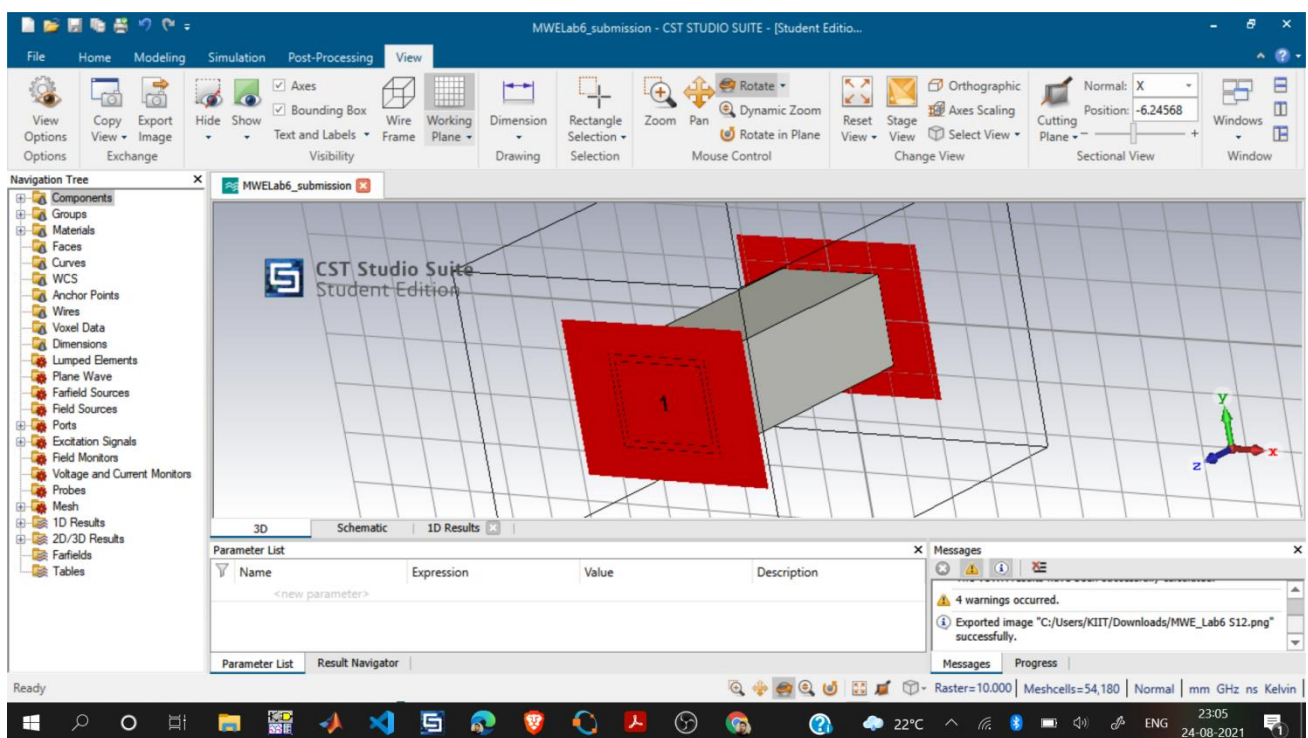 MWELab6_submission - CST STUDIO SUITE - [Student Editio...
File Home Modeling Simulation Post-Processing View
View Options
Copy View
Export Image
Hide
Show
Axes
Bounding Box
Text and Labels
Wire Frame
Working Plane
Dimension
Rectangle Selection
Zoom
Pan
Rotate
Dynamic Zoom
Rotate in Plane
Reset View
Stage View
Orthographic
Axes Scaling
Select View
Cutting Plane
Normal: X
Position: -6.24568
Windows
Options Exchange Visibility Drawing Selection Mouse Control Change View Sectional View Window
Navigation Tree
Components
Groups
Materials
Faces
Curves
WCS
Anchor Points
Wires
Voxel Data
Dimensions
Lumped Elements
Plane Wave
Farfield Sources
Field Sources
Ports
Excitation Signals
Field Monitors
Voltage and Current Monitors
Probes
Mesh
1D Results
2D/3D Results
Farfields
Tables
MWELab6_submission
CST Studio Suite
Student Edition
1
y
x
z
3D Schematic 1D Results
Parameter List
Name Expression Value Description
<new parameter>
Parameter List Result Navigator
Messages
4 warnings occurred.
Exported image "C:/Users/KIIT/Downloads/MWE_Lab6 S12.png"
successfully.
Messages Progress
Ready
Raster=10.000 Meshcells=54,180 Normal mm GHz ns Kelvin
22°C ENG 23:05
24-08-2021